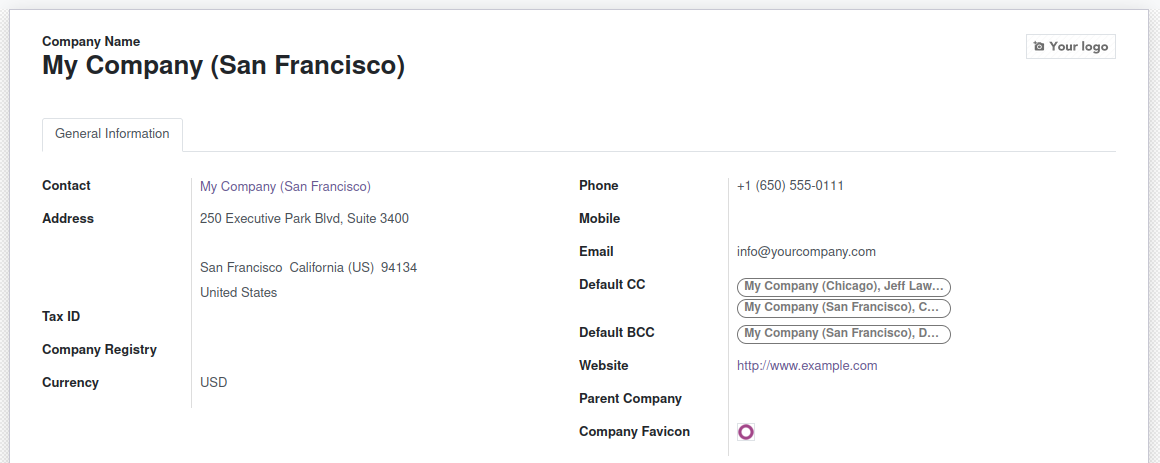 Company Name
My Company (San Francisco)
Your logo
General Information
Contact
My Company (San Francisco)
Address
250 Executive Park Blvd, Suite 3400
San Francisco California (US) 94134
United States
Tax ID
Company Registry
Currency
USD
Phone
+1 (650) 555-0111
Mobile
Email
info@yourcompany.com
Default CC
My Company (Chicago), Jeff Law...
My Company (San Francisco), C...
Default BCC
My Company (San Francisco), D...
Website
http://www.example.com
Parent Company
Company Favicon